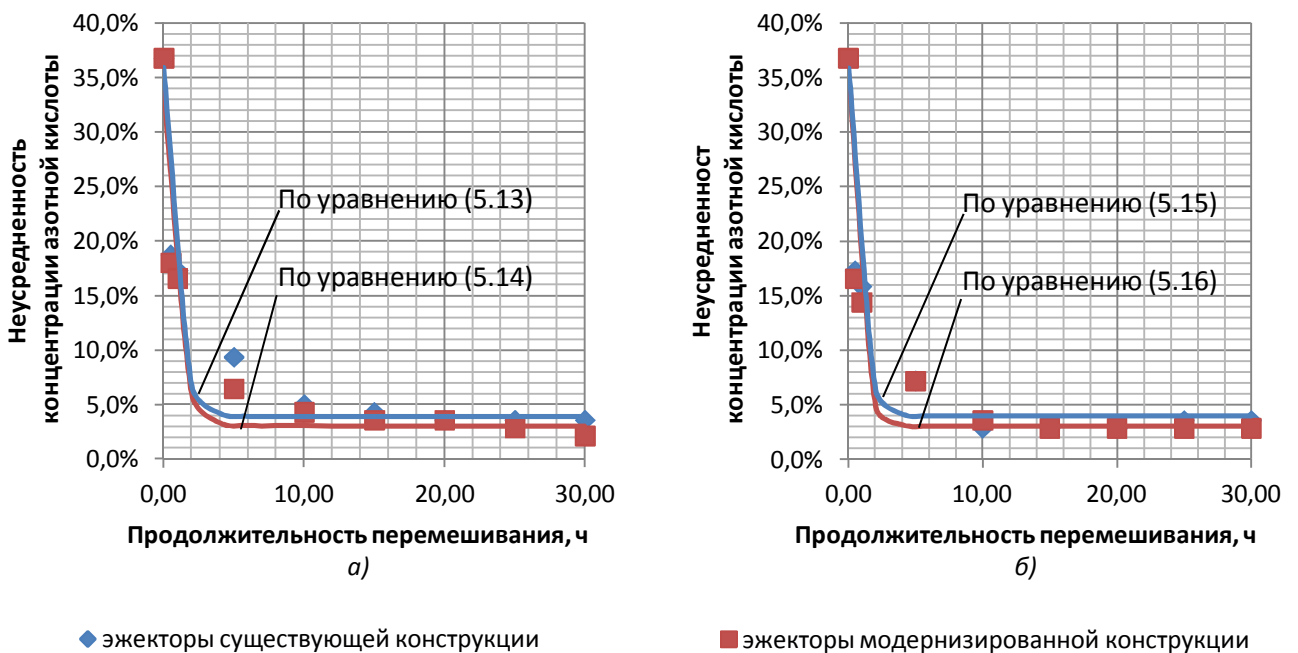 Неусредненность
концентрации азотной кислоты
40,0%
35,0%
30,0%
25,0%
20,0%
15,0%
10,0%
5,0%
0,0%
По уравнению (5.13)
По уравнению (5.14)
0,00
10,00
20,00
30,00
Продолжительность перемешивания, ч
а)
Неусредненност
концентрации азотной кислоты
40,0%
35,0%
30,0%
25,0%
20,0%
15,0%
10,0%
5,0%
0,0%
По уравнению (5.15)
По уравнению (5.16)
0,00
10,00
20,00
30,00
Продолжительность перемешивания, ч
б)
эжекторы существующей конструкции
эжекторы модернизированной конструкции